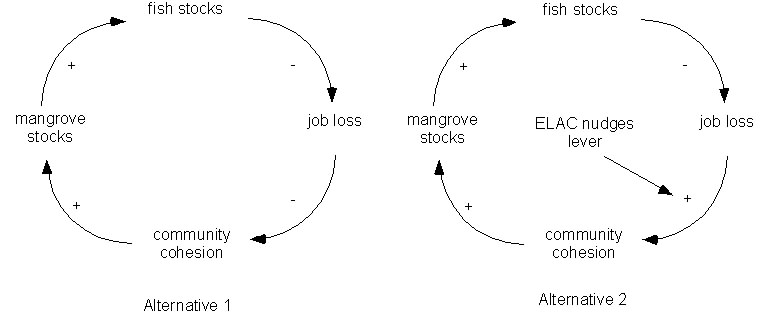 fish stocks
+
-
mangrove
stocks
job loss
+
-
community
cohesion
Alternative 1
fish stocks
+
-
mangrove
stocks
ELAC nudges
lever
job loss
+
+
community
cohesion
Alternative 2